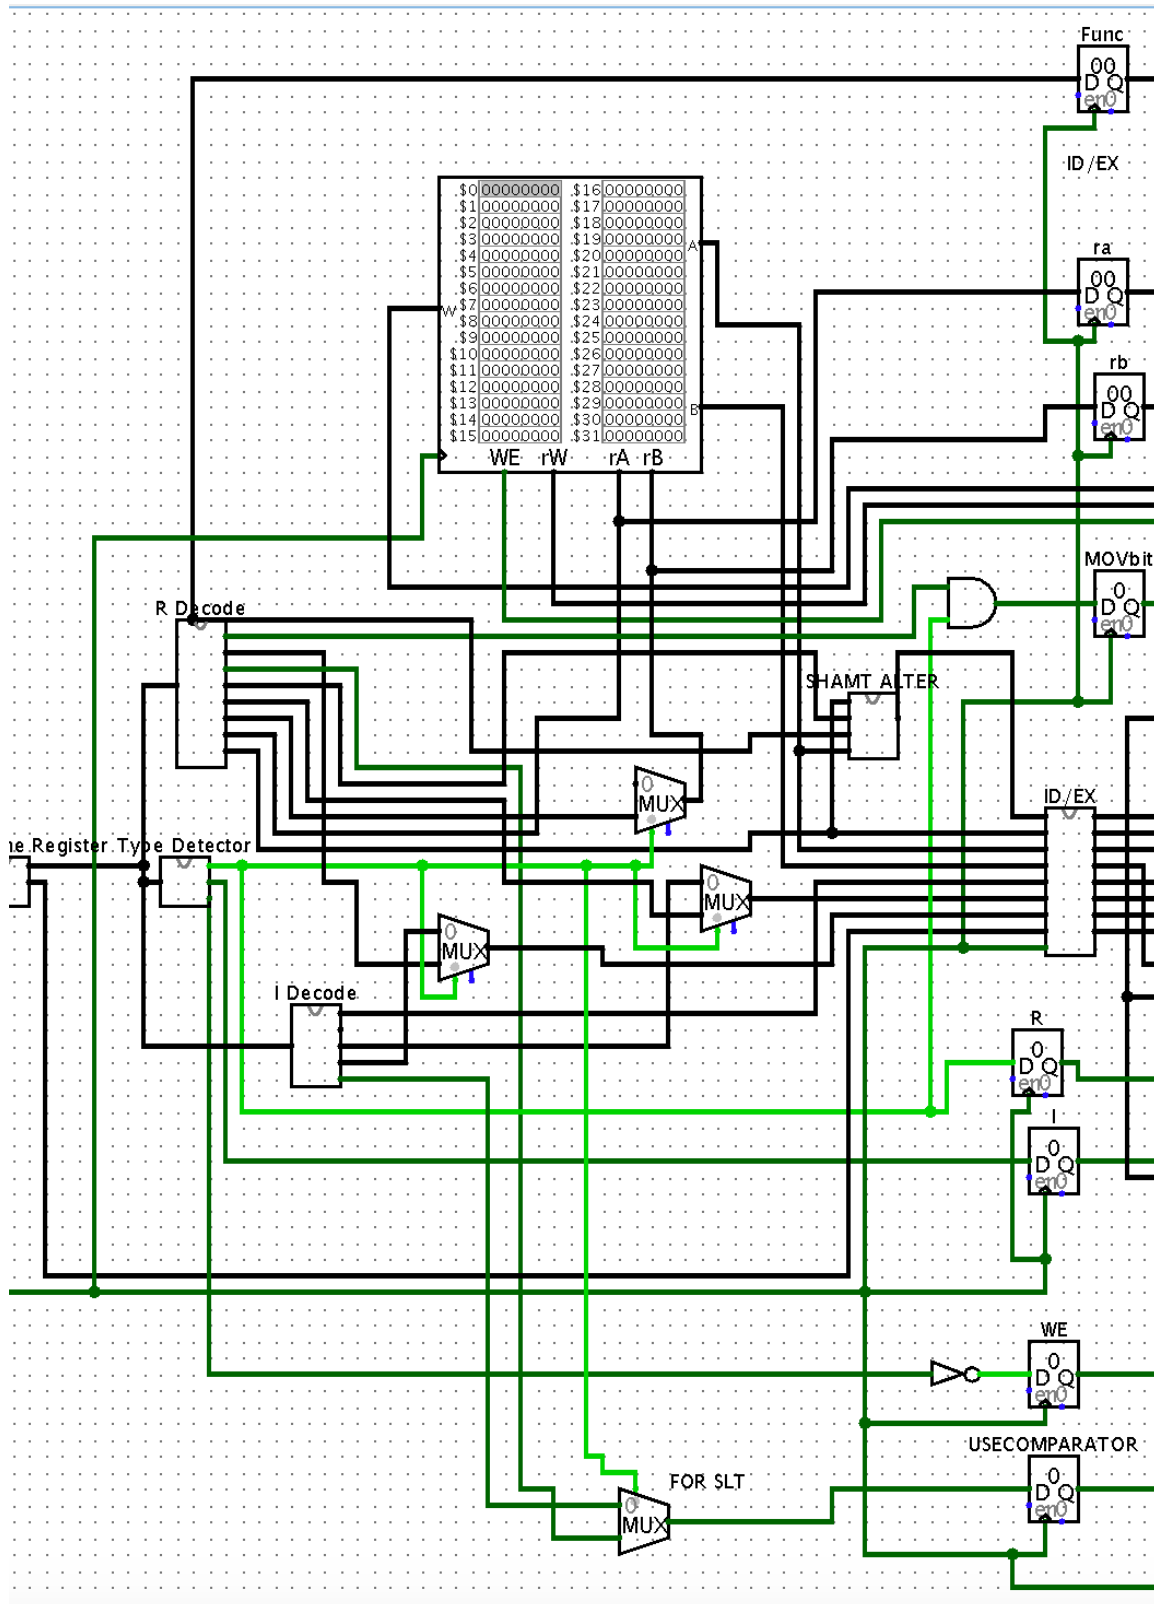 Func
00
D Q
en0
ID/EX
$0 00000000 $16 00000000
$1 00000000 $17 00000000
$2 00000000 $18 00000000
$3 00000000 $19 00000000
A
$4 00000000 $20 00000000
$5 00000000 $21 00000000
$6 00000000 $22 00000000
W
$7 00000000 $23 00000000
$8 00000000 $24 00000000
$9 00000000 $25 00000000
$10 00000000 $26 00000000
$11 00000000 $27 00000000
$12 00000000 $28 00000000
$13 00000000 $29 00000000
B
$14 00000000 $30 00000000
$15 00000000 $31 00000000
WE rW rA rB
ra
00
D Q
en0
rb
00
D Q
en0
MOVbit
0
D Q
en0
R Decode
SHAMT ALTER
0
MUX
ID/EX
ne Register Type Detector
0
MUX
0
MUX
I Decode
R
0
D Q
en0
I
0
D Q
en0
WE
0
D Q
en0
USECOMPARATOR
0
D Q
en0
FOR SLT
0
MUX